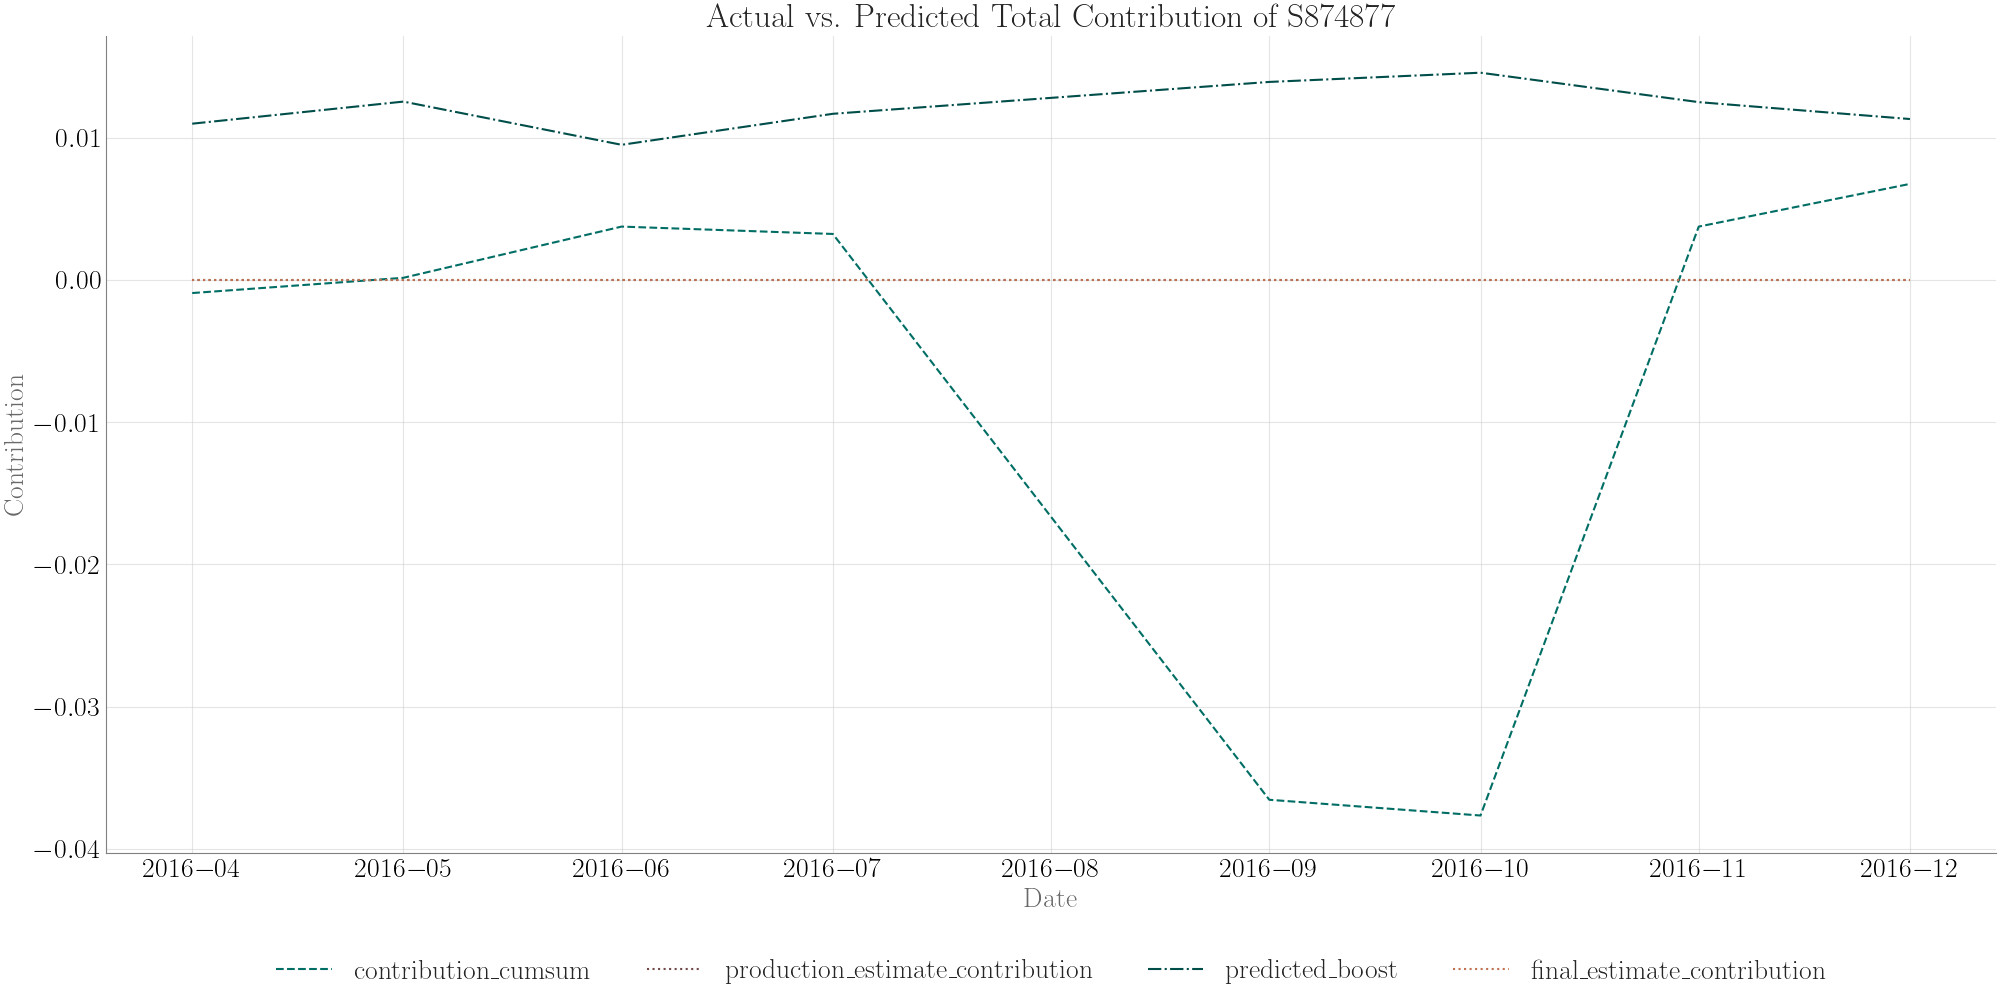 Actual vs. Predicted Total Contribution of S874877
Contribution
0.01
0.00
−0.01
−0.02
−0.03
−0.04
2016−04 2016−05 2016−06 2016−07 2016−08 2016−09 2016−10 2016−11 2016−12
Date
contribution_cumsum production_estimate_contribution predicted_boost final_estimate_contribution